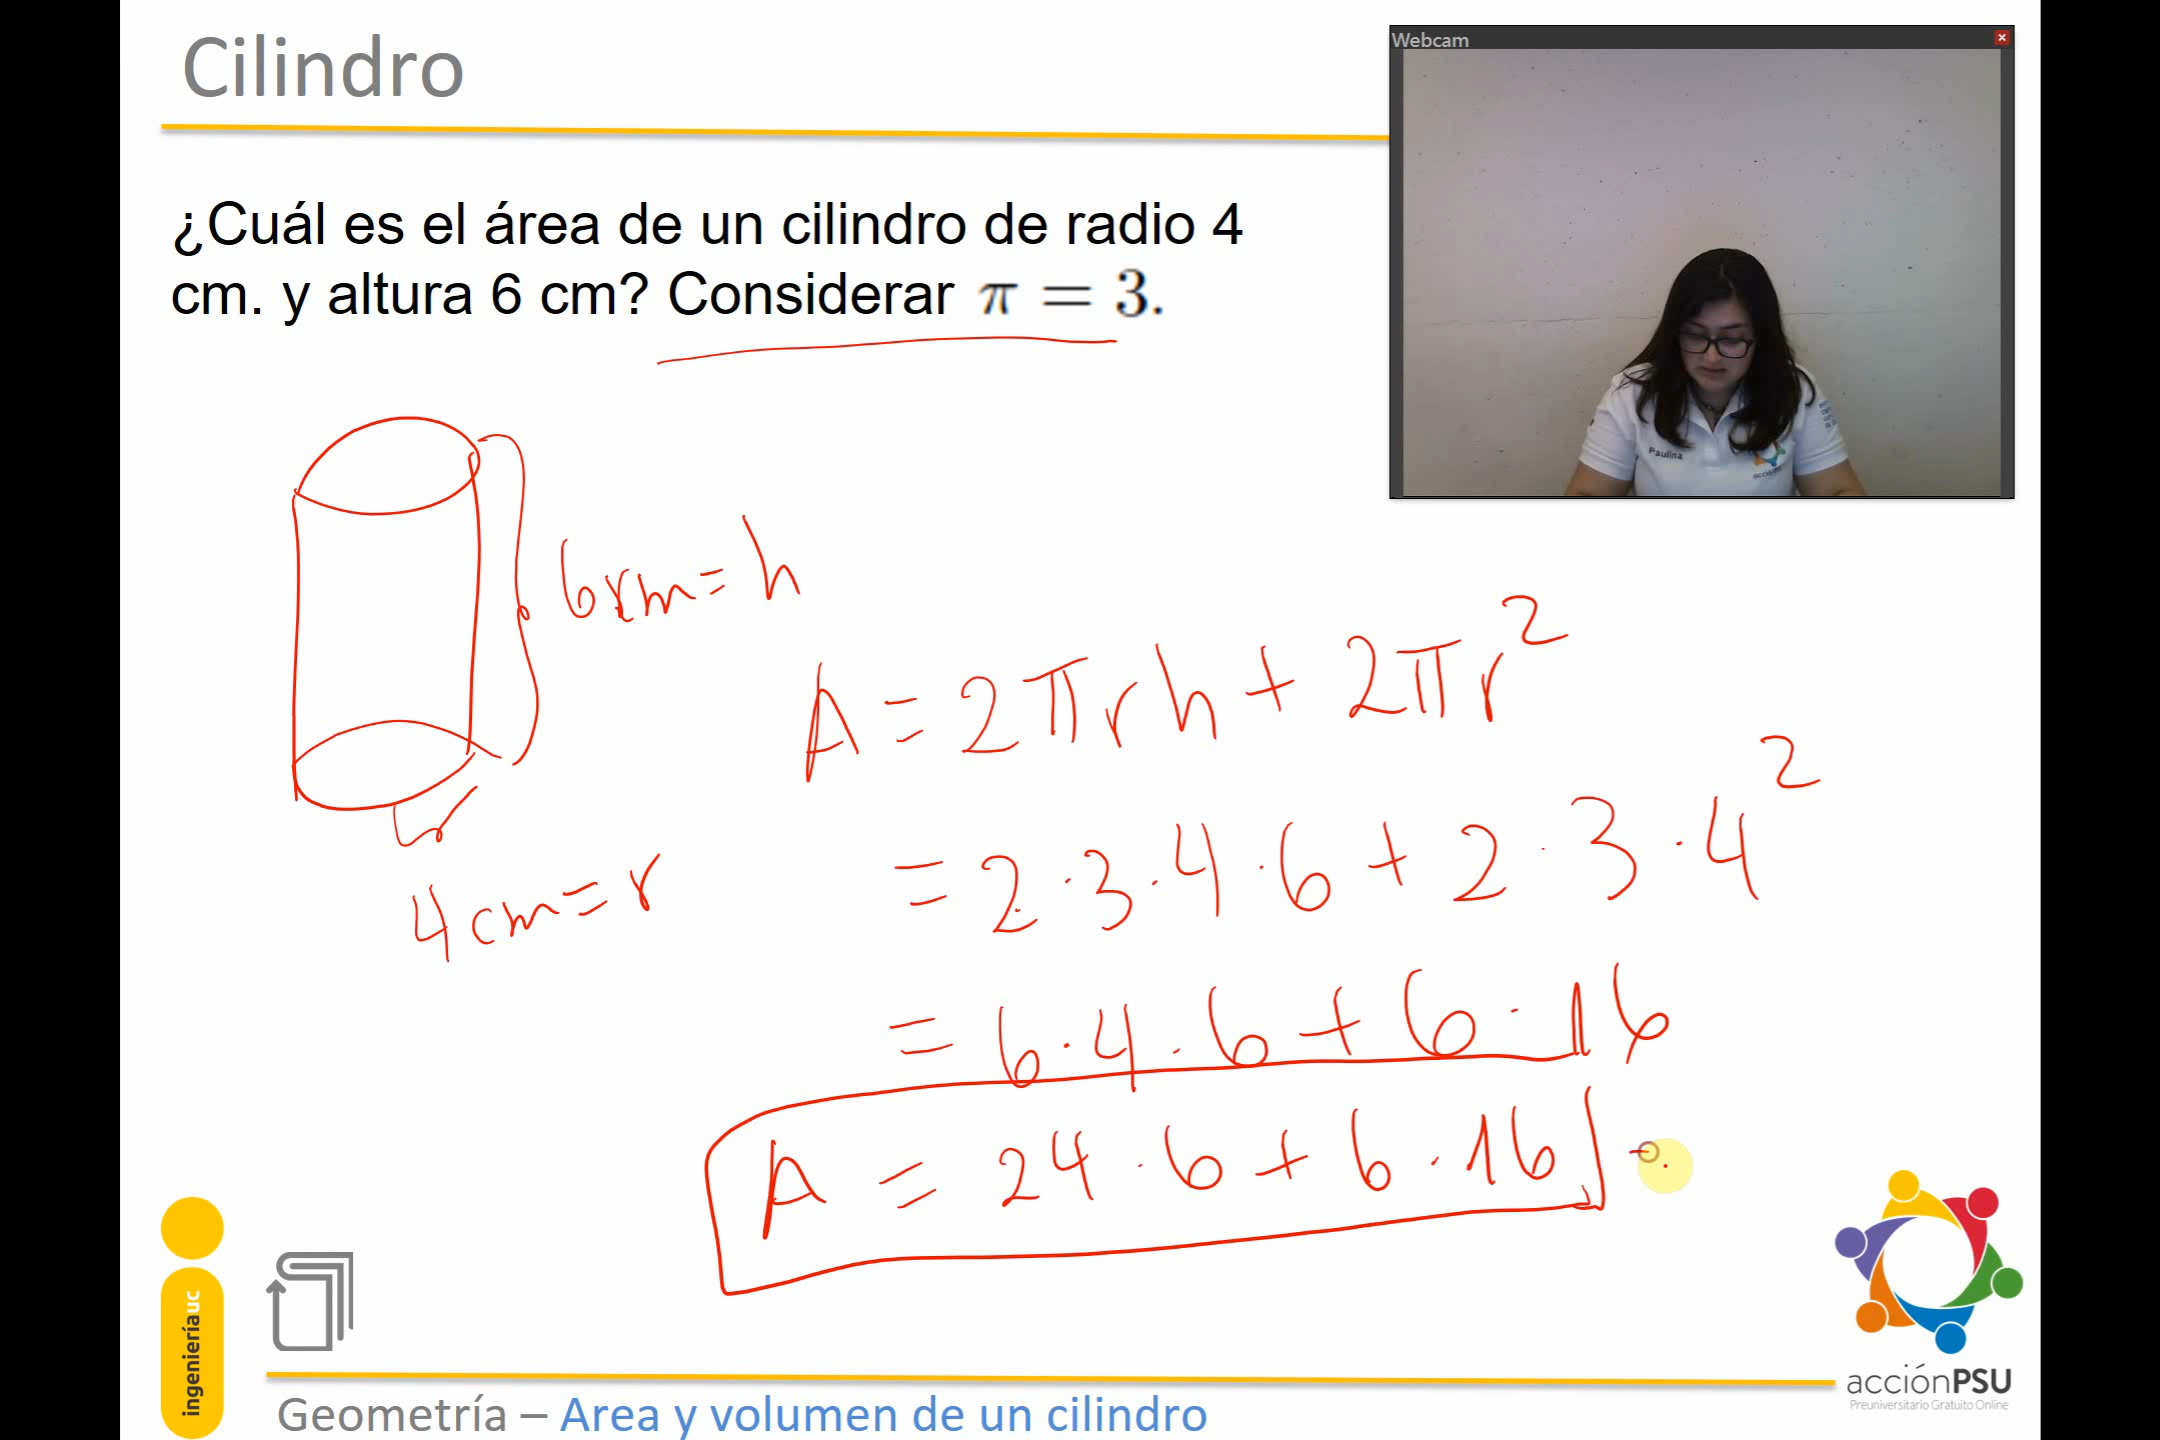 Cilindro
Webcam
¿Cuál es el área de un cilindro de radio 4
cm. y altura 6 cm? Considerar π = 3.
Paulina
6cm = h
4cm = r
A = 2πrh + 2πr²
= 2·3·4·6 + 2·3·4²
= 6·4·6 + 6·16
A = 24·6 + 6·16
ingenieríauc
acciónPSU
Preuniversitario Gratuito Online
Geometría – Area y volumen de un cilindro